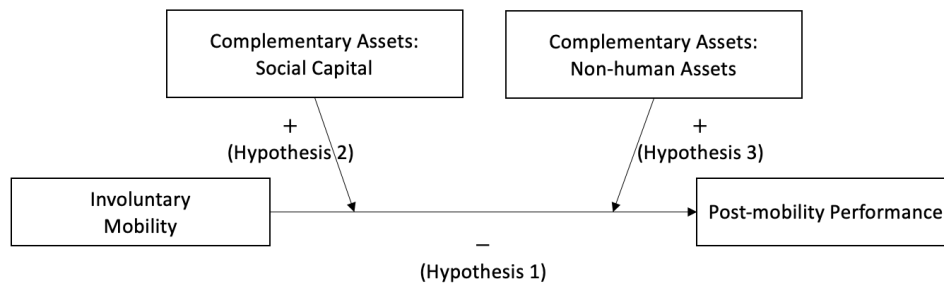 Complementary Assets:
Social Capital
Complementary Assets:
Non-human Assets
+
(Hypothesis 2)
+
(Hypothesis 3)
Involuntary
Mobility
Post-mobility Performance
−
(Hypothesis 1)